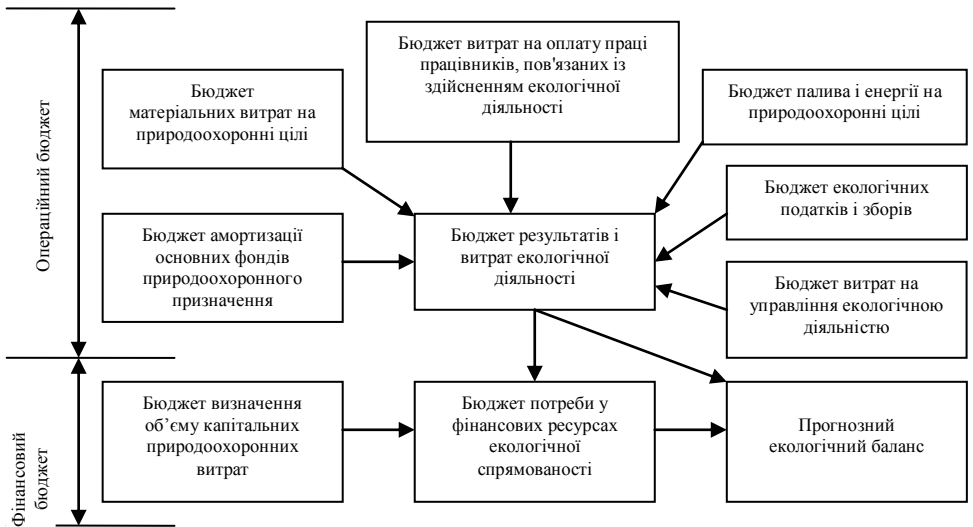 Операційний бюджет
Бюджет
матеріальних витрат на
природоохоронні цілі
Бюджет витрат на оплату праці
працівників, пов'язаних із
здійсненням екологічної
діяльності
Бюджет палива і енергії на
природоохоронні цілі
Бюджет екологічних
податків і зборів
Бюджет амортизації
основних фондів
природоохоронного
призначення
Бюджет результатів і
витрат екологічної
діяльності
Бюджет витрат на
управління екологічною
діяльністю
Фінансовий
бюджет
Бюджет визначення
об’єму капітальних
природоохоронних
витрат
Бюджет потреби у
фінансових ресурсах
екологічної
спрямованості
Прогнозний
екологічний баланс